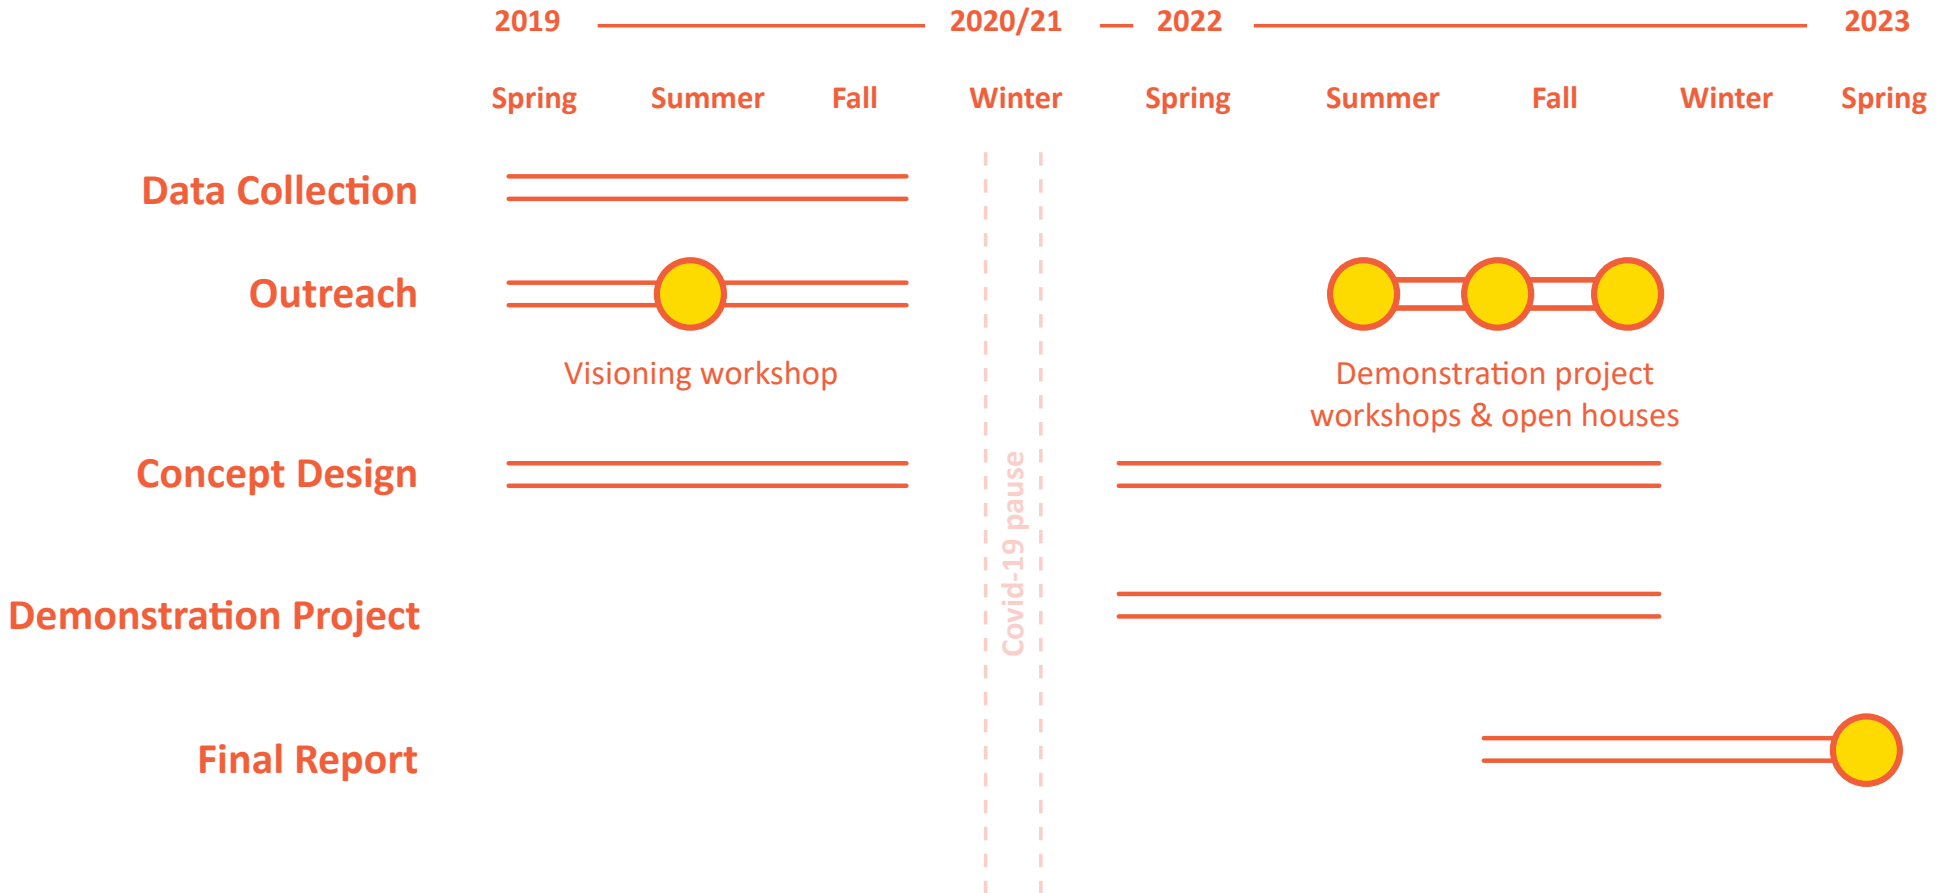 2019 2020/21 2022 2023
Spring Summer Fall Winter Spring Summer Fall Winter Spring
Data Collection
Outreach
Visioning workshop
Demonstration project
workshops & open houses
Concept Design
Covid-19 pause
Demonstration Project
Final Report